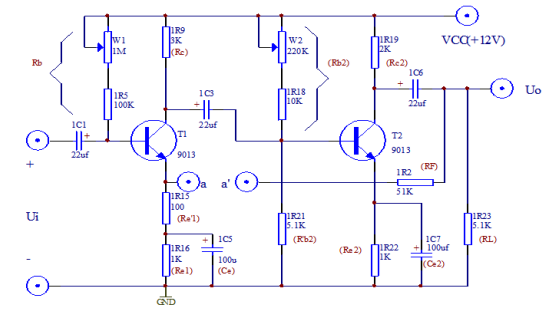 W1
1M
1R9
3K
(Rc)
W2
220K
1R19
2K
(Rc2)
VCC(+12V)
Rb
(Rb2)
1R5
100K
1C3
22uf
1R18
10K
1C6
22uf
Uo
1C1
22uf
T1
9013
T2
9013
+
a
a'
1R2
51K
(RF)
1R15
100
(Re'1)
Ui
1R21
5.1K
(R'b2)
1R23
5.1K
(RL)
1R16
1K
(Re1)
1C5
100u
(Ce)
(Re2)
1R22
1K
1C7
100uf
(Ce2)
-
GND